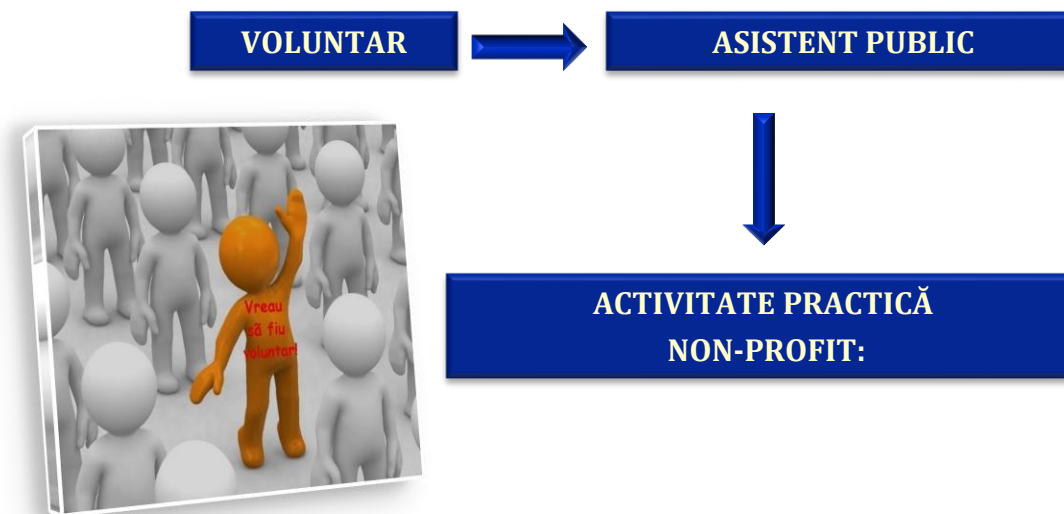 VOLUNTAR
ASISTENT PUBLIC
ACTIVITATE PRACTICĂ
NON-PROFIT:
Vreau
să fiu
voluntar!